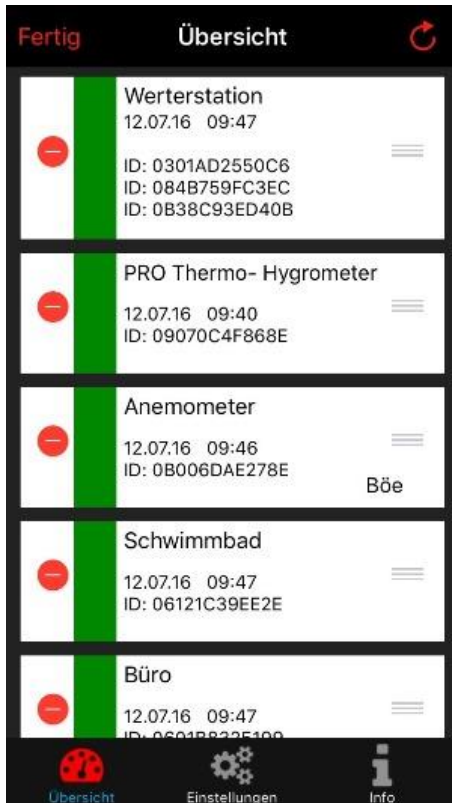 Fertig Übersicht
Werterstation
12.07.16 09:47
ID: 0301AD2550C6
ID: 084B759FC3EC
ID: 0B38C93ED40B
PRO Thermo- Hygrometer
12.07.16 09:40
ID: 09070C4F868E
Anemometer
12.07.16 09:46
ID: 0B006DAE278E
Böe
Schwimmbad
12.07.16 09:47
ID: 06121C39EE2E
Büro
12.07.16 09:47
Übersicht Einstellungen Info